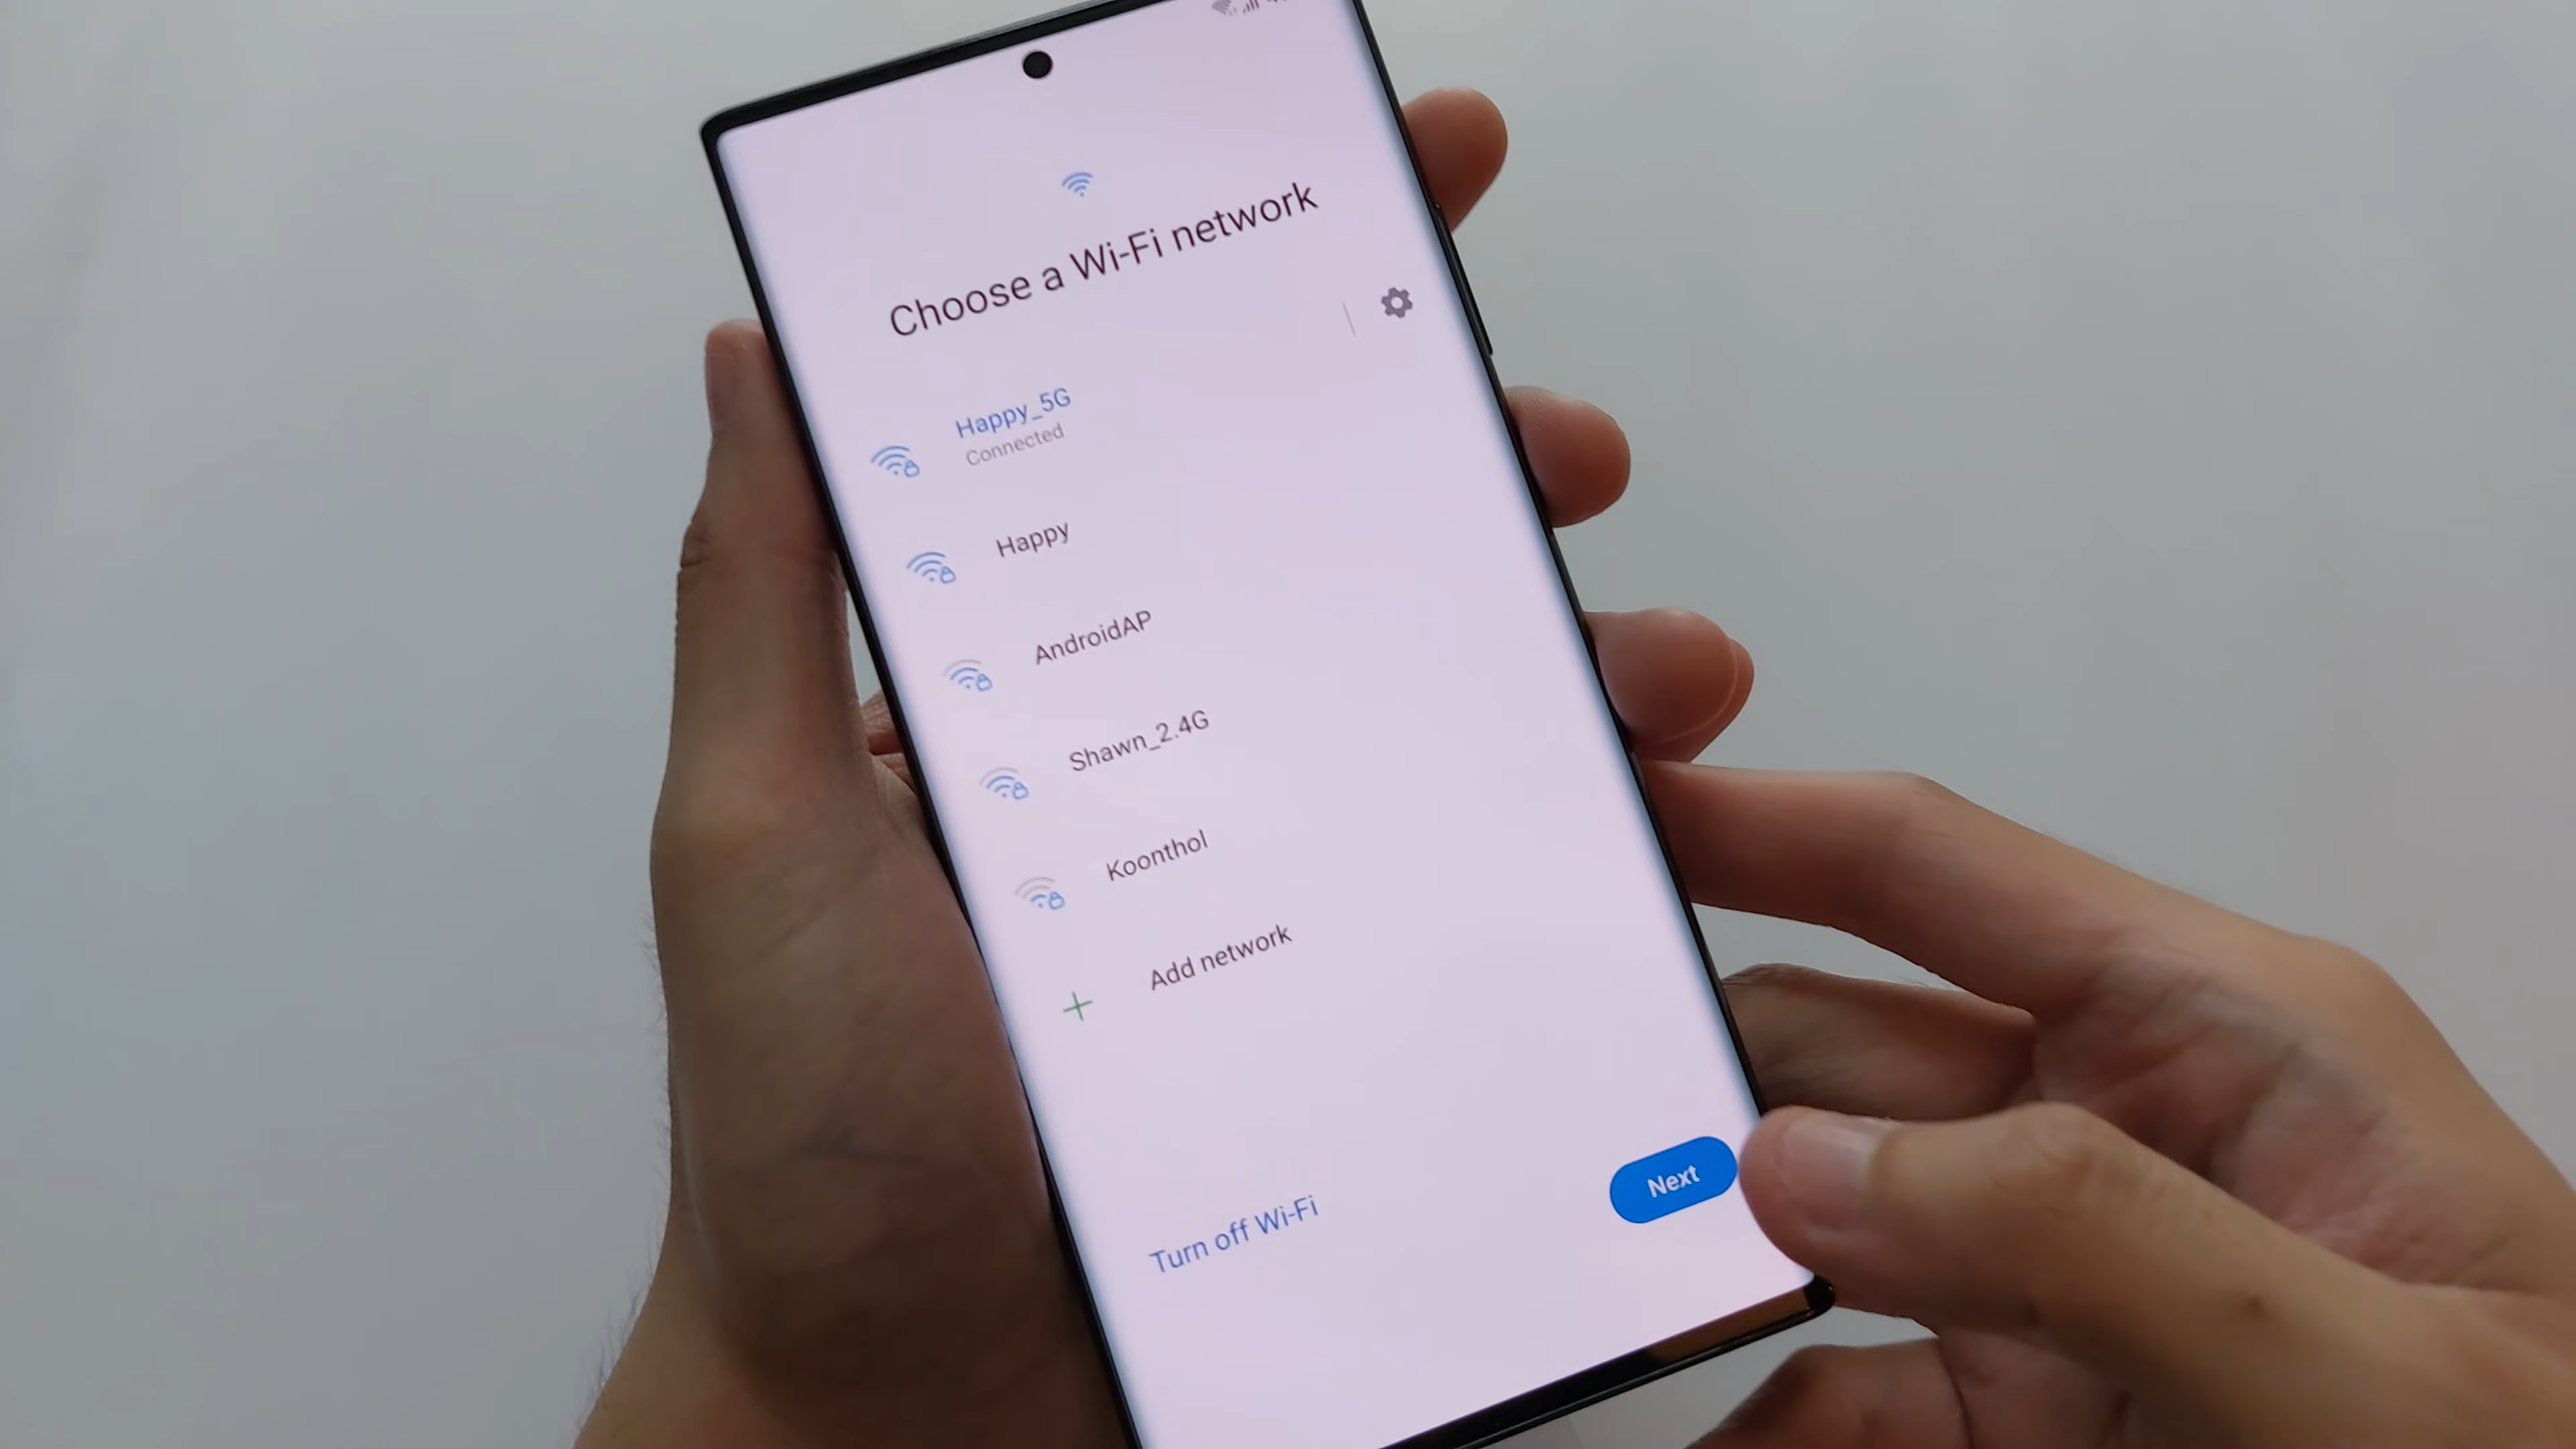 Choose a Wi-Fi network
Happy_5G
Connected
Happy
AndroidAP
Shawn_2.4G
Koonthol
Add network
Turn off Wi-Fi
Next